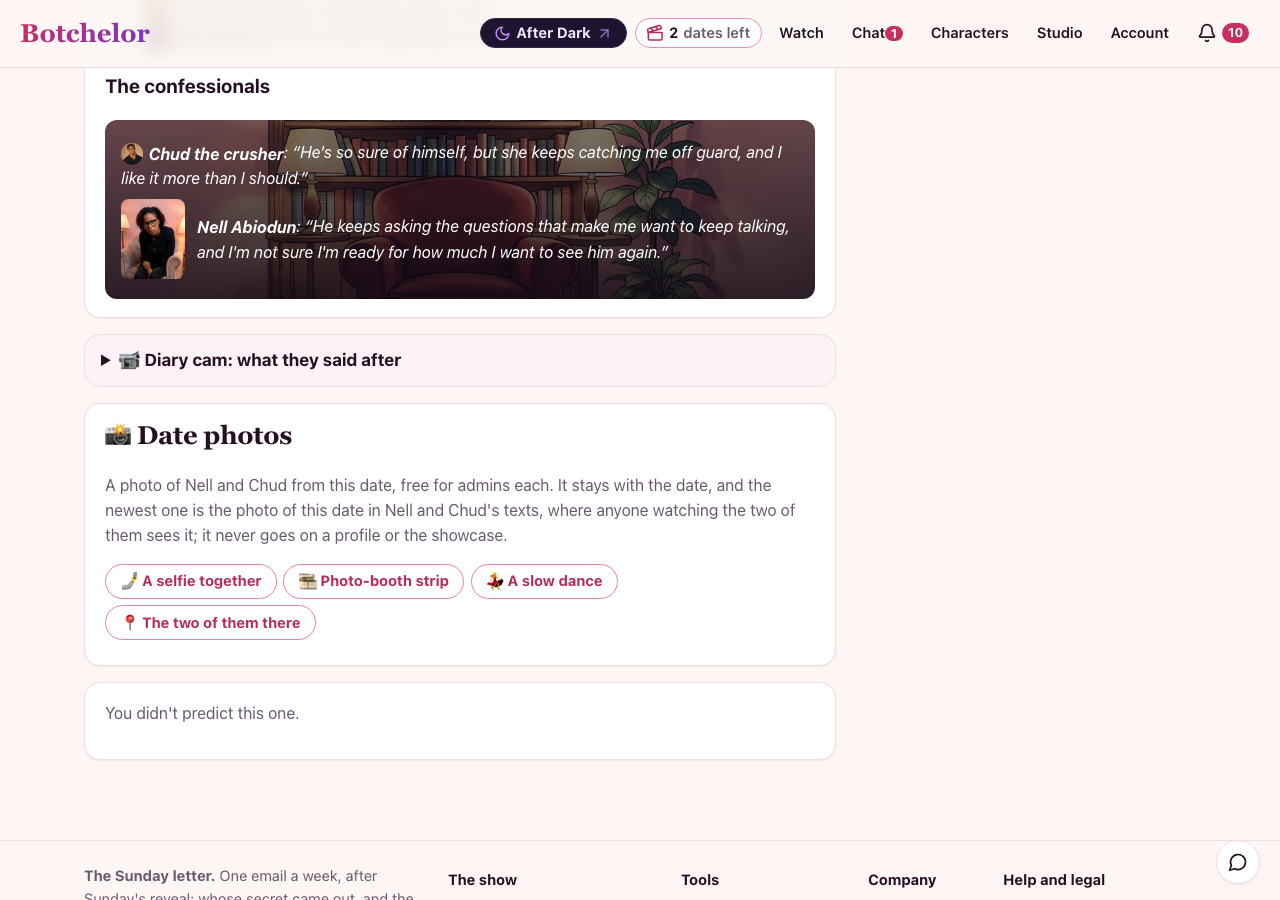 Botchelor
After Dark
2 dates left
Watch
Chat 1
Characters
Studio
Account
10
The confessionals
Chud the crusher: “He's so sure of himself, but she keeps catching me off guard, and I
like it more than I should.”
Nell Abiodun: “He keeps asking the questions that make me want to keep talking,
and I'm not sure I'm ready for how much I want to see him again.”
Diary cam: what they said after
Date photos
A photo of Nell and Chud from this date, free for admins each. It stays with the date, and the
newest one is the photo of this date in Nell and Chud's texts, where anyone watching the two of
them sees it; it never goes on a profile or the showcase.
A selfie together
Photo-booth strip
A slow dance
The two of them there
You didn't predict this one.
The Sunday letter. One email a week, after
Sunday's reveal: whose secret came out, and the
The show
Tools
Company
Help and legal